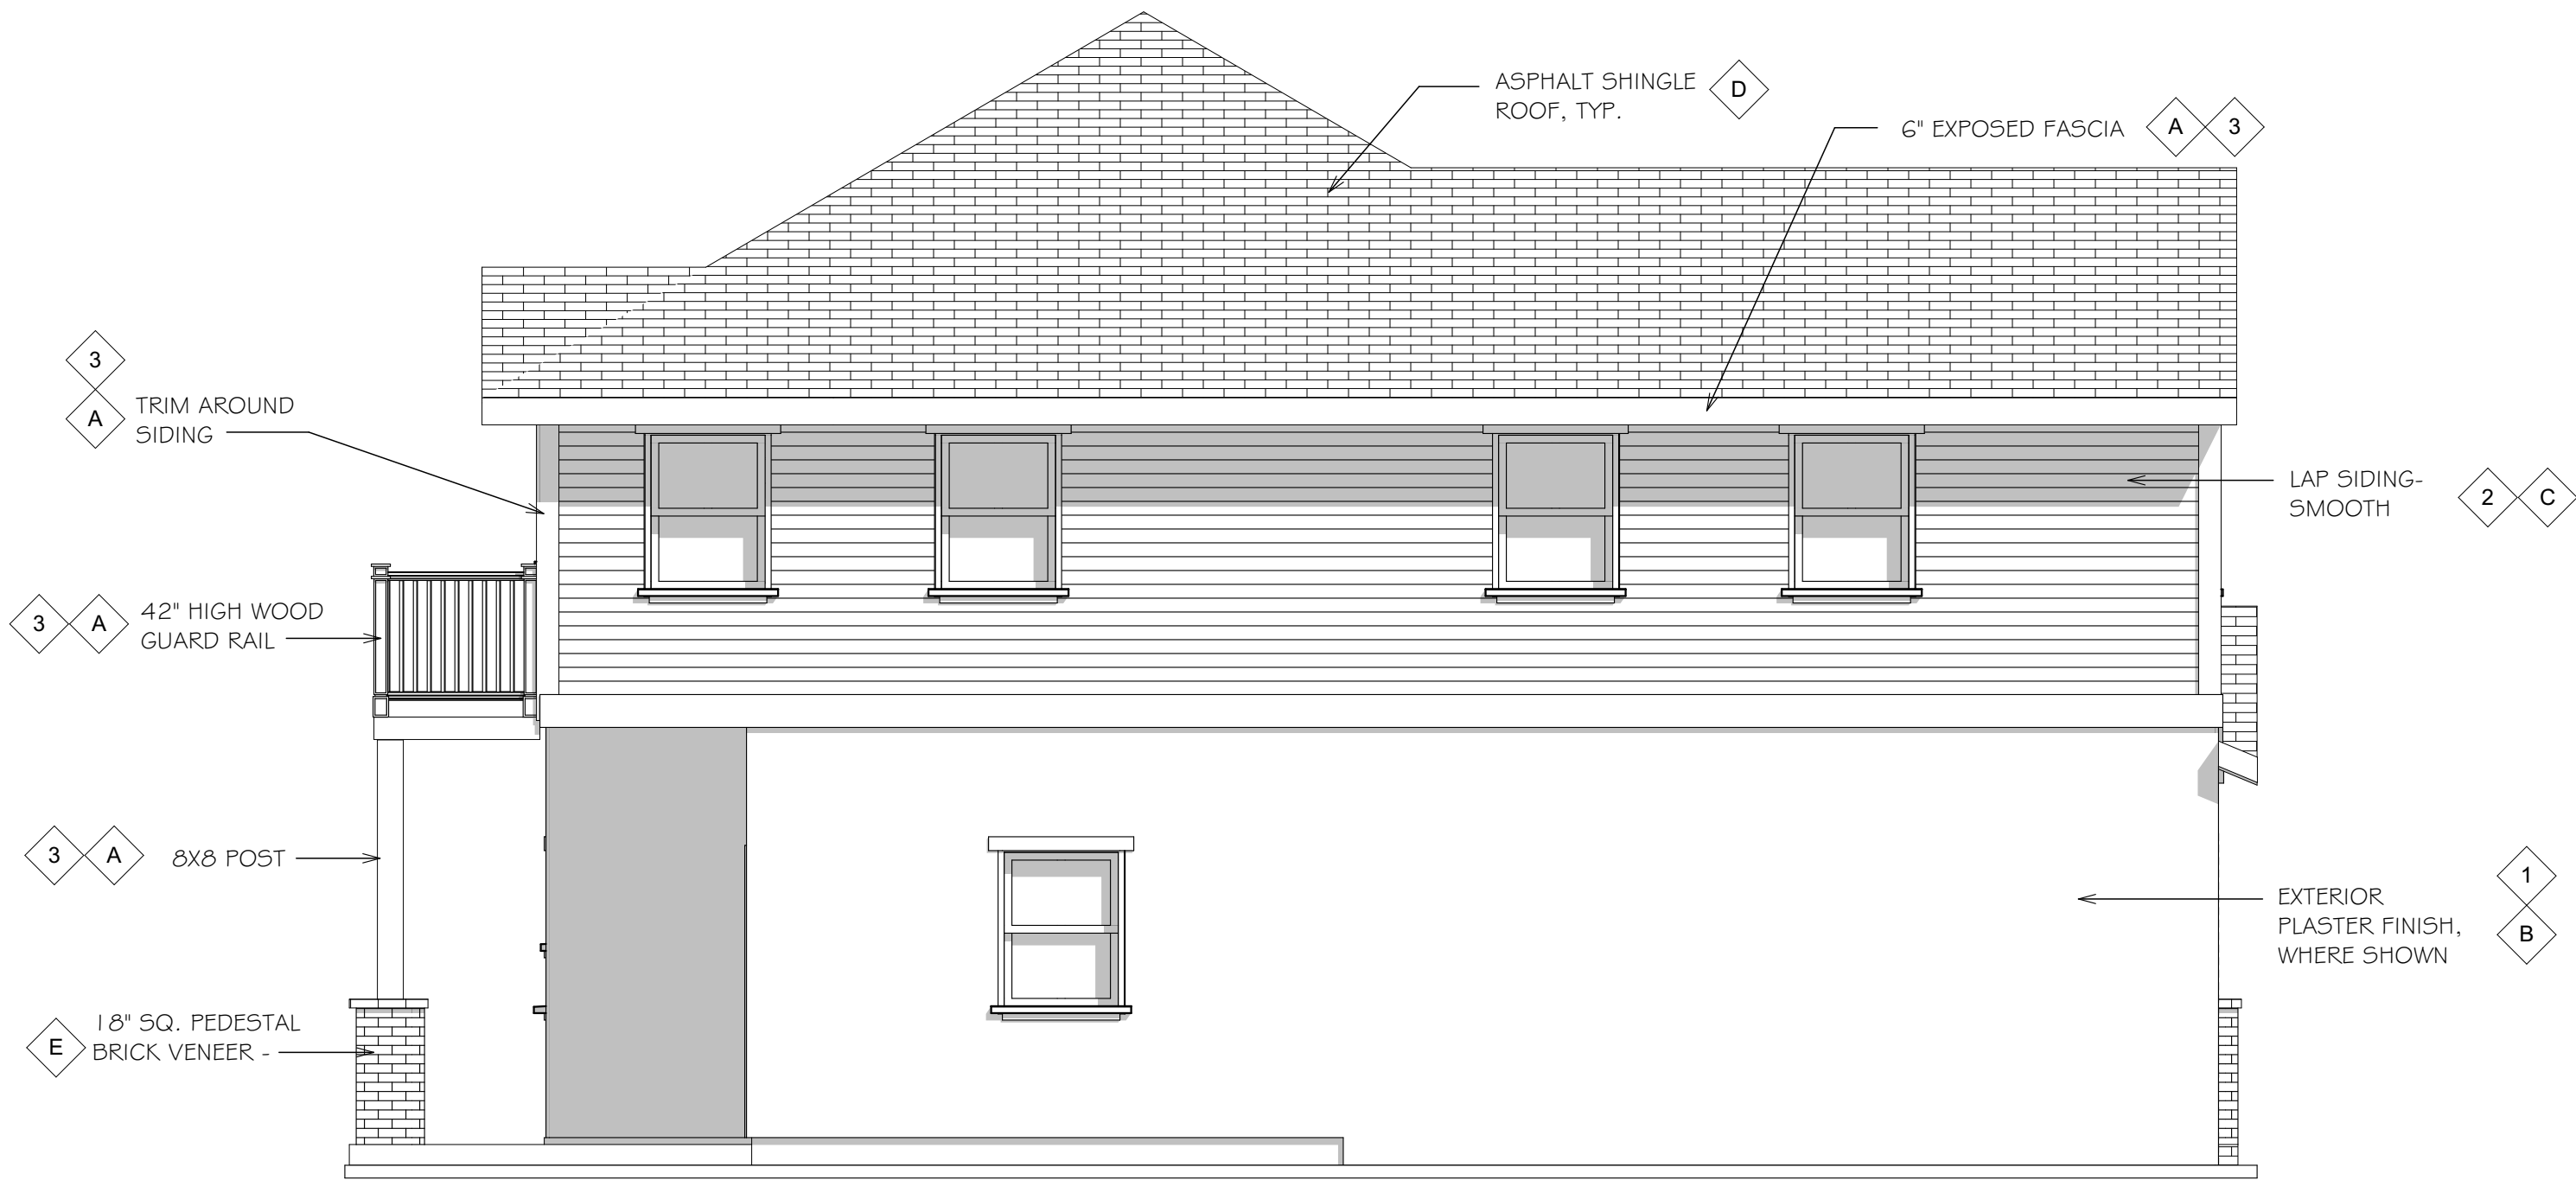 ASPHALT SHINGLE
ROOF, TYP.
D
6" EXPOSED FASCIA
A 3
3
A
TRIM AROUND
SIDING
LAP SIDING-
SMOOTH
2 C
3 A
42" HIGH WOOD
GUARD RAIL
3 A
8X8 POST
1
B
EXTERIOR
PLASTER FINISH,
WHERE SHOWN
E
18" SQ. PEDESTAL
BRICK VENEER -